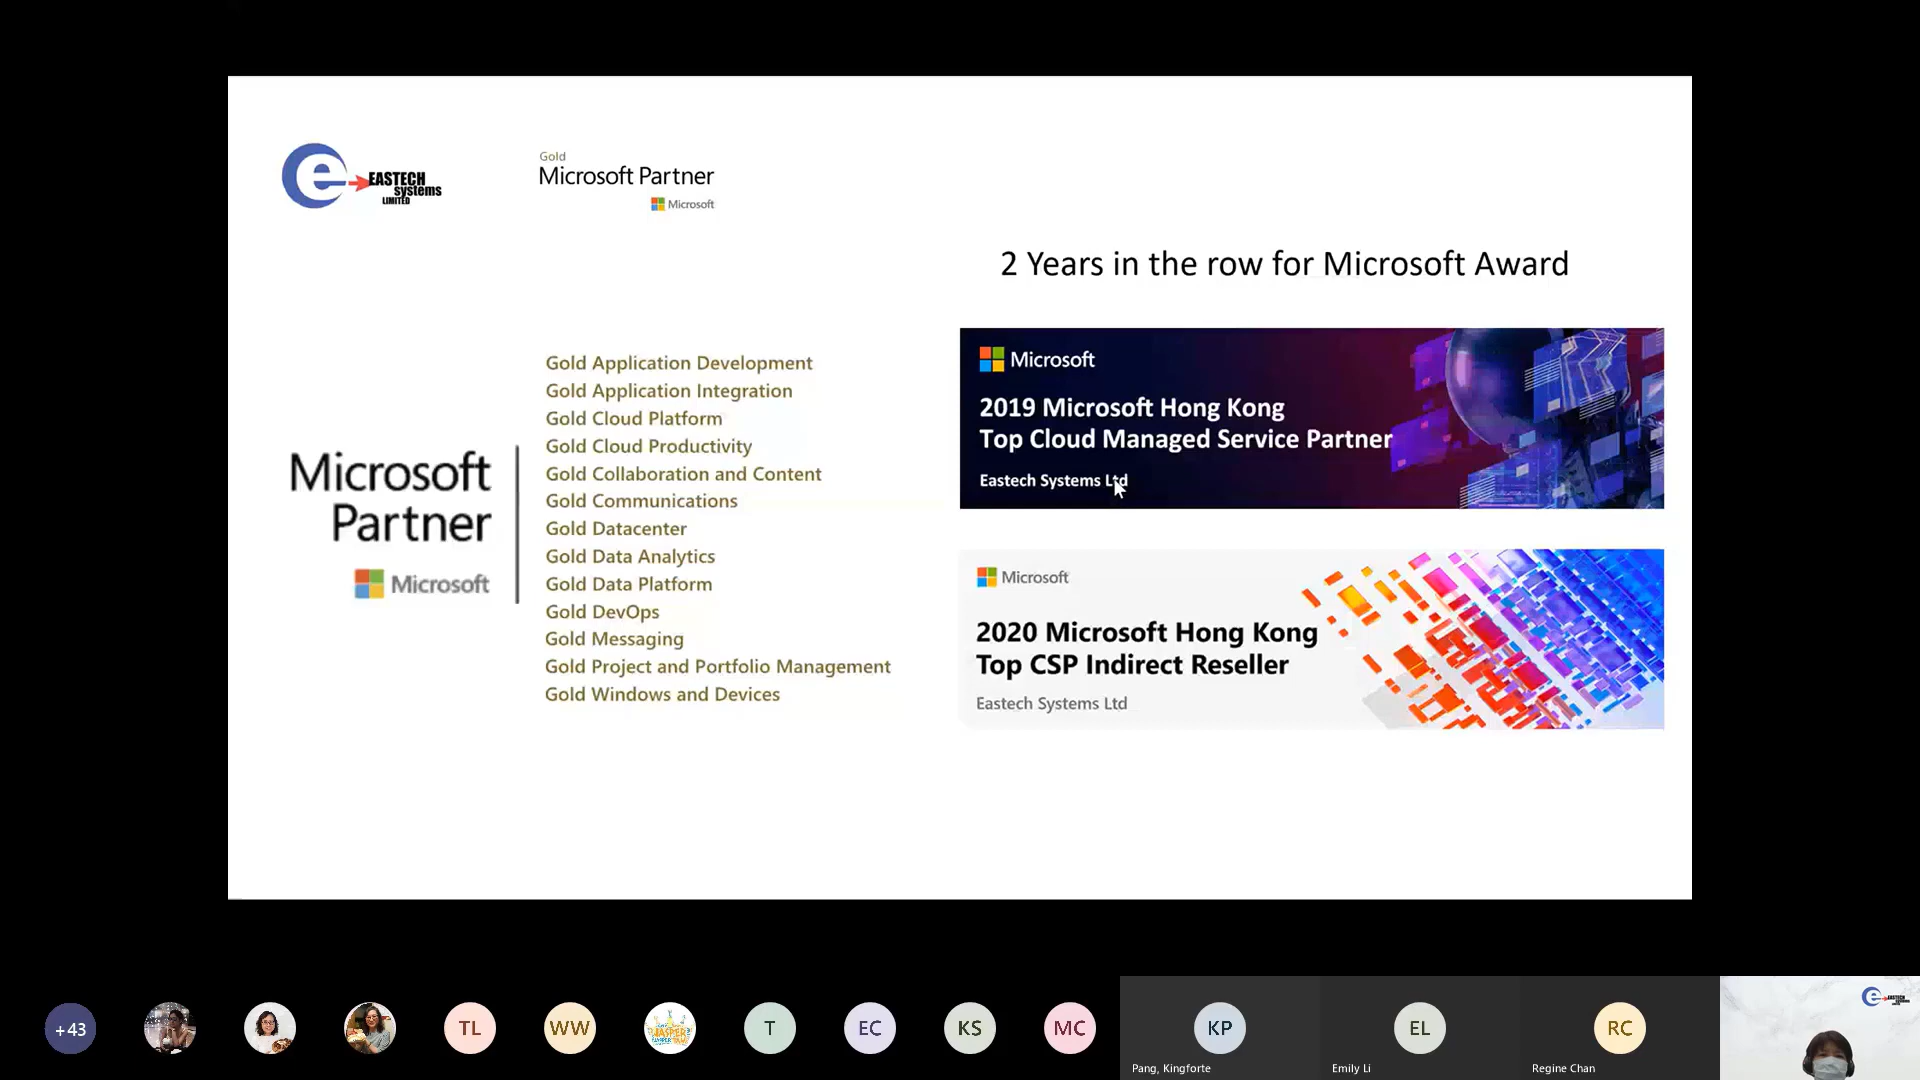 e
EASTECH
systems
LIMITED
Gold
Microsoft Partner
Microsoft
2 Years in the row for Microsoft Award
Microsoft
Partner
Microsoft
Gold Application Development
Gold Application Integration
Gold Cloud Platform
Gold Cloud Productivity
Gold Collaboration and Content
Gold Communications
Gold Datacenter
Gold Data Analytics
Gold Data Platform
Gold DevOps
Gold Messaging
Gold Project and Portfolio Management
Gold Windows and Devices
Microsoft
2019 Microsoft Hong Kong
Top Cloud Managed Service Partner
Eastech Systems Ltd
Microsoft
2020 Microsoft Hong Kong
Top CSP Indirect Reseller
Eastech Systems Ltd
+43
TL
WW
JASPER
T
EC
KS
MC
KP
Pang, Kingforte
EL
Emily Li
RC
Regine Chan
e
EASTECH